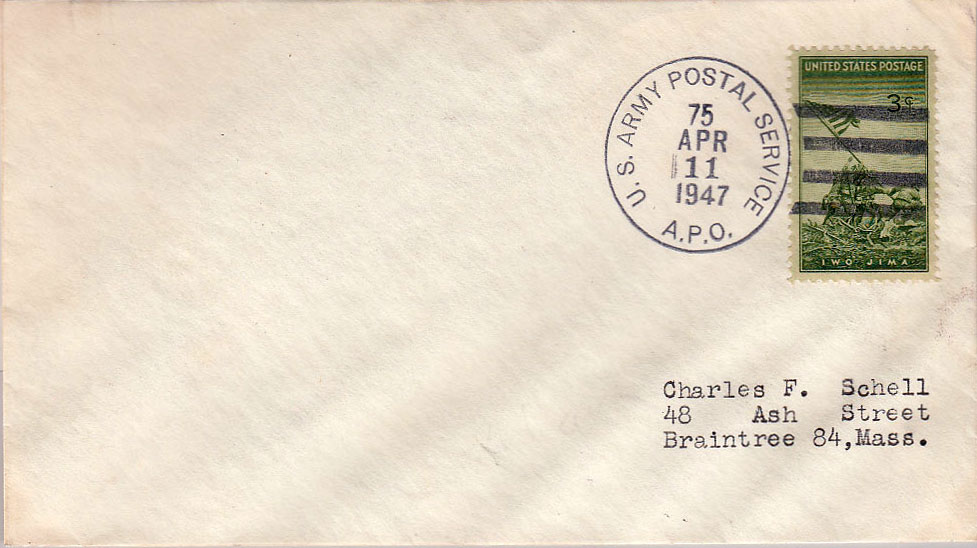 U. S. ARMY POSTAL SERVICE
75
APR
11
1947
A.P.O.
UNITED STATES POSTAGE
3¢
IWO JIMA
Charles F. Schell
48 Ash Street
Braintree 84,Mass.